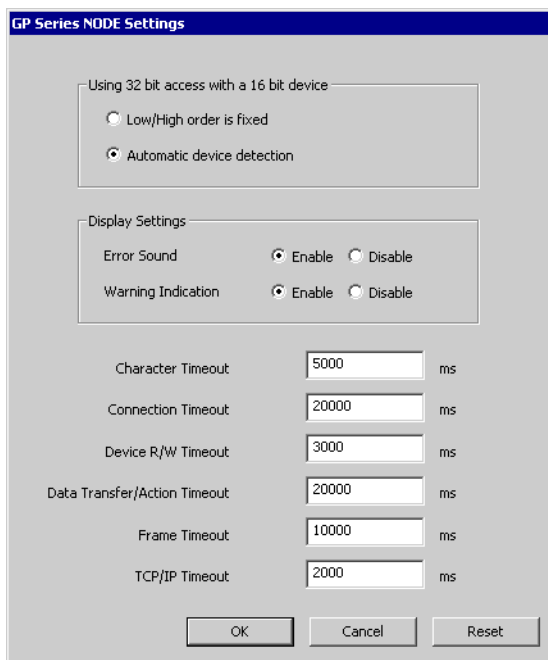 GP Series NODE Settings
Using 32 bit access with a 16 bit device
Low/High order is fixed
Automatic device detection
Display Settings
Error Sound Enable Disable
Warning Indication Enable Disable
Character Timeout 5000 ms
Connection Timeout 20000 ms
Device R/W Timeout 3000 ms
Data Transfer/Action Timeout 20000 ms
Frame Timeout 10000 ms
TCP/IP Timeout 2000 ms
OK Cancel Reset